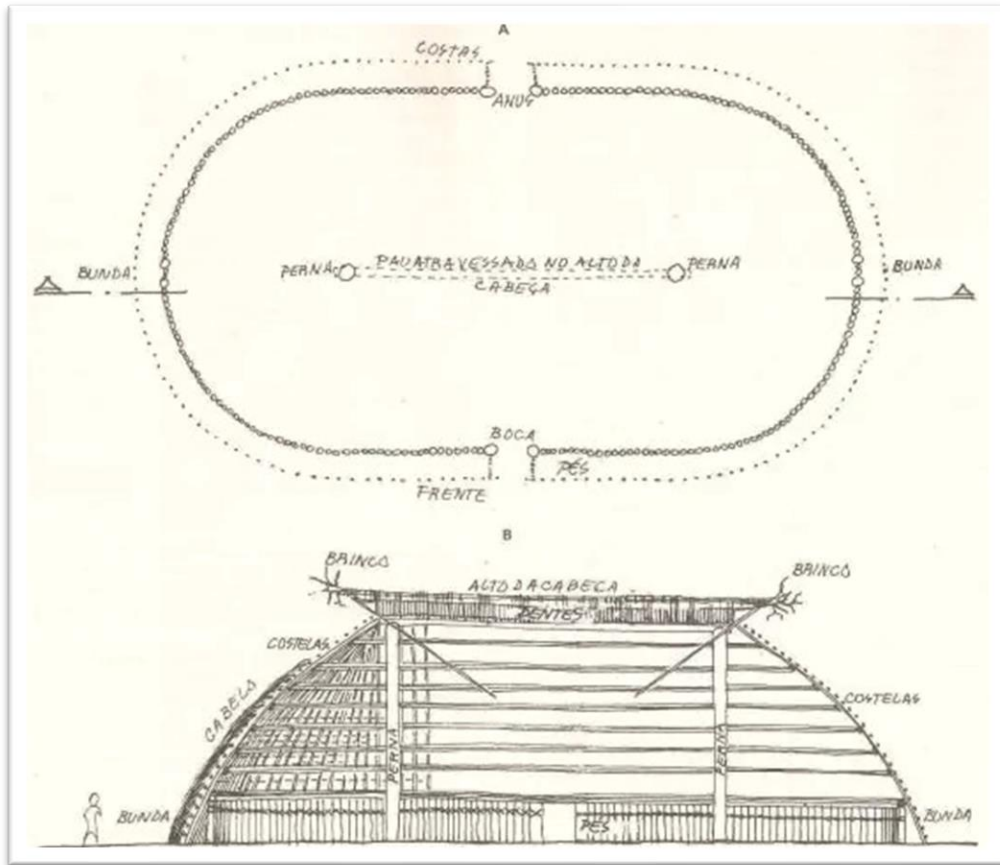 A
COSTAS
ANUS
PERNA PAU ATRAVESSADO NO ALTO DA PERNA
CABEÇA
BUNDA BUNDA
BOCA
PÉS
FRENTE
B
BRINCO BRINCO
ALTO DA CABEÇA
PENTES
COSTELAS
CABELO COSTELAS
PERNA PERNA
BUNDA PÉS BUNDA